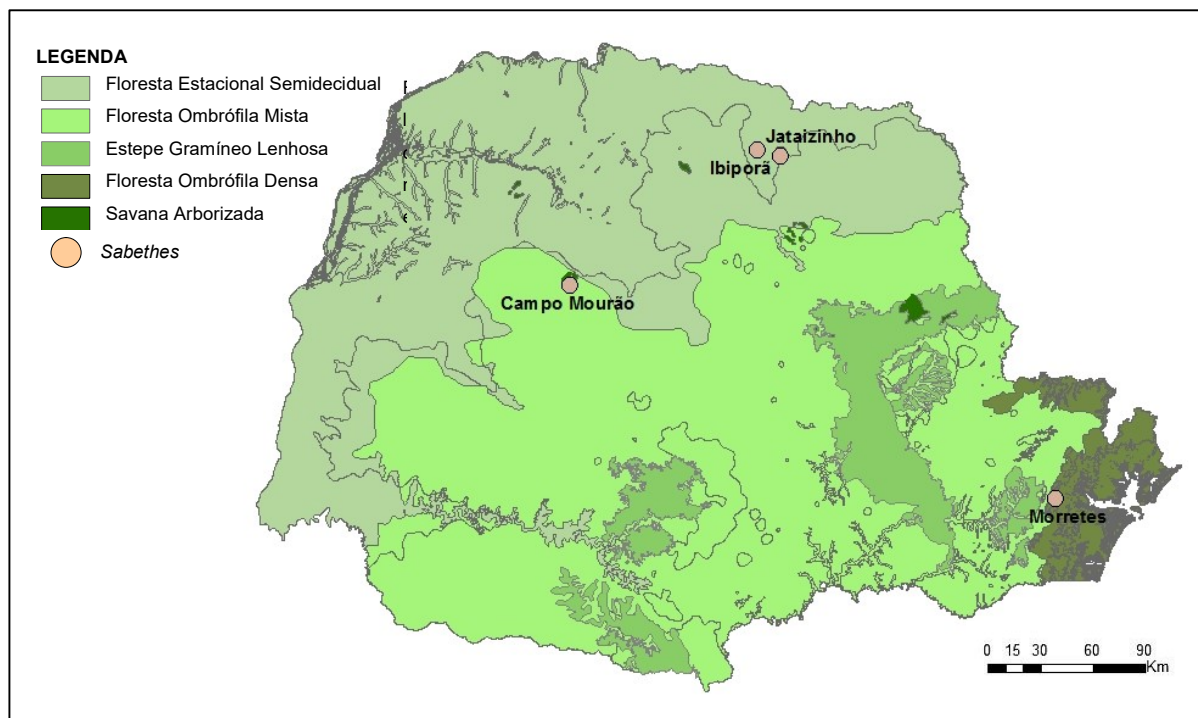 LEGENDA
Floresta Estacional Semidecidual
Floresta Ombrófila Mista
Estepe Gramíneo Lenhosa
Floresta Ombrófila Densa
Savana Arborizada
Sabethes
Jataizinho
Ibiporã
Campo Mourão
Morretes
0 15 30 60 90
Km